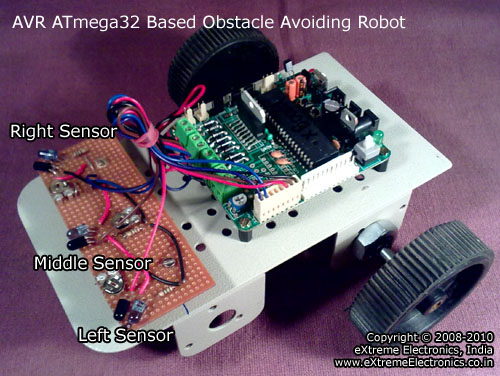 AVR ATmega32 Based Obstacle Avoiding Robot
Right Sensor
Middle Sensor
Left Sensor
Copyright © 2008-2010
eXtreme Electronics, India
www.eXtremeElectronics.co.in